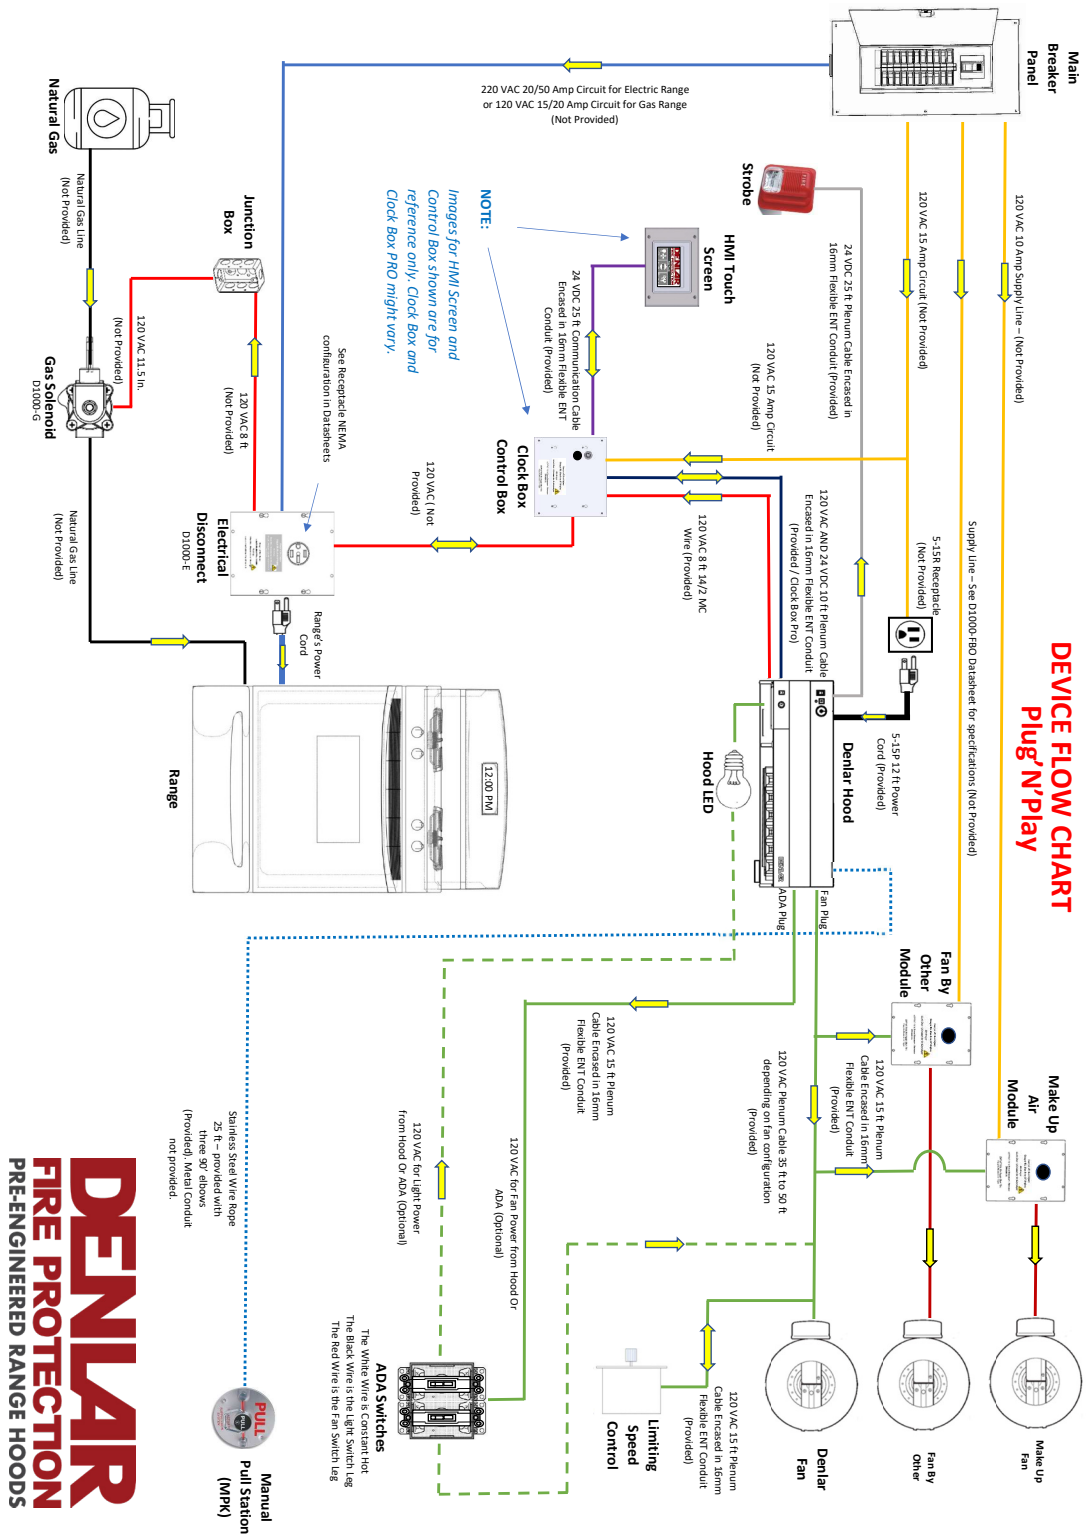 DEVICE FLOW CHART
Plug'N'Play
Main
Breaker
Panel
220 VAC 20/50 Amp Circuit for Electric Range
or 120 VAC 15/20 Amp Circuit for Gas Range
(Not Provided)
120 VAC 10 Amp Supply Line – (Not Provided)
Supply Line – See D1000-FBO Datasheet for specifications (Not Provided)
120 VAC 15 Amp Circuit (Not Provided)
Strobe
24 VDC 25 ft Plenum Cable Encased in
16mm Flexible ENT Conduit (Provided)
HMI Touch
Screen
DENLAR
24 VDC 25 ft Communication Cable
Encased in 16mm Flexible ENT
Conduit (Provided)
NOTE:
Images for HMI Screen and
Control Box shown are for
reference only. Clock Box and
Clock Box PRO might vary.
120 VAC 15 Amp Circuit
(Not Provided)
Clock Box
Control Box
120 VAC AND 24 VDC 10 ft Plenum Cable
Encased in 16mm Flexible ENT Conduit
(Provided / Clock Box Pro)
120 VAC 8 ft 14/2 MC
Wire (Provided)
5-15R Receptacle
(Not Provided)
5-15P 12 ft Power
Cord (Provided)
Denlar Hood
Hood LED
Fan Plug
ADA Plug
Natural Gas
Natural Gas Line
(Not Provided)
Junction
Box
120 VAC 11.5 In.
(Not Provided)
Gas Solenoid
D1000-G
120 VAC 8 ft
(Not Provided)
See Receptacle NEMA
configuration in Datasheets
120 VAC ( Not
Provided)
Electrical
Disconnect
D1000-E
Natural Gas Line
(Not Provided)
Range's Power
Cord
12:00 PM
Range
Fan By
Other
Module
Make Up
Air
Module
120 VAC 15 ft Plenum
Cable Encased in 16mm
Flexible ENT Conduit
(Provided)
120 VAC Plenum Cable 35 ft to 50 ft
depending on fan configuration
(Provided)
120 VAC 15 ft Plenum
Cable Encased in 16mm
Flexible ENT Conduit
(Provided)
120 VAC for Fan Power from Hood Or
ADA (Optional)
120 VAC for Light Power
from Hood Or ADA (Optional)
Stainless Steel Wire Rope
25 ft – provided with
three 90' elbows
(Provided). Metal Conduit
not provided.
Make Up
Fan
Fan By
Other
Denlar
Fan
120 VAC 15 ft Plenum
Cable Encased in 16mm
Flexible ENT Conduit
(Provided)
Limiting
Speed
Control
ADA Switches
The White Wire is Constant Hot
The Black Wire is the Light Switch Leg
The Red Wire is the Fan Switch Leg
PULL
PULL
Manual
Pull Station
(MPK)
DENLAR
FIRE PROTECTION
PRE-ENGINEERED RANGE HOODS